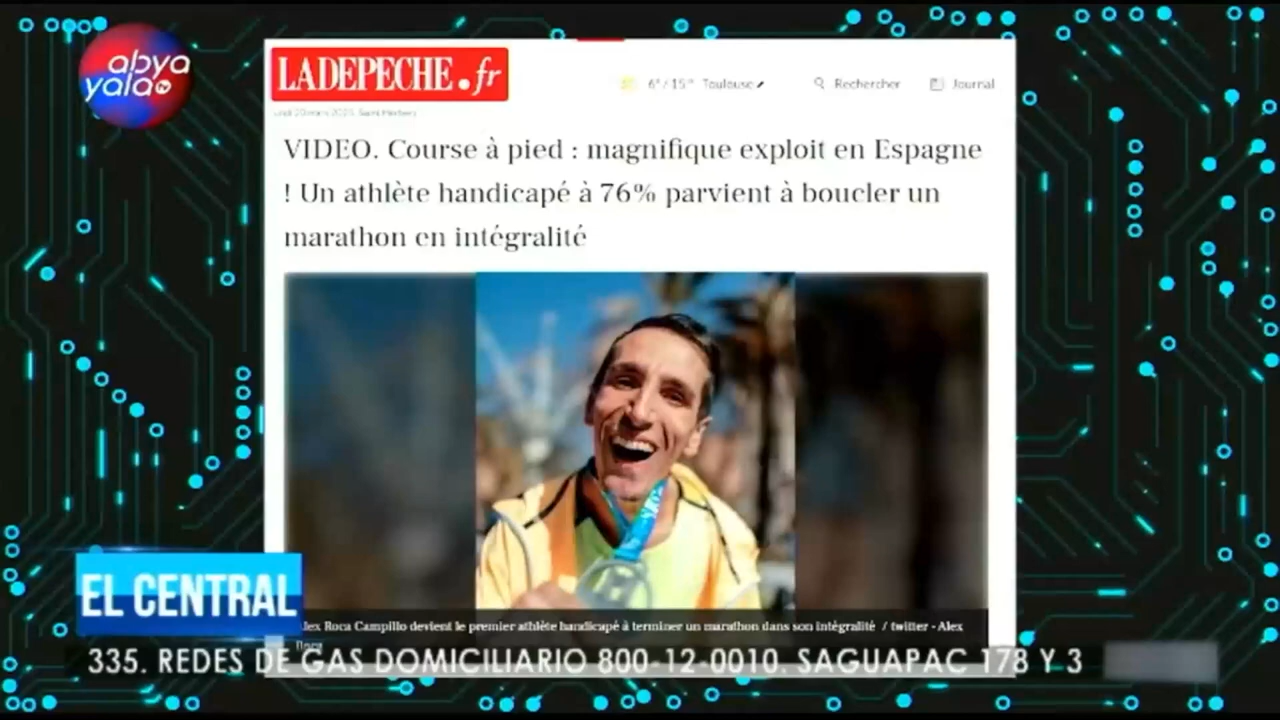 abya
yala tv
LADEPECHE.fr
6° / 15° Toulouse
Rechercher
Journal
VIDEO. Course à pied : magnifique exploit en Espagne
! Un athlète handicapé à 76% parvient à boucler un
marathon en intégralité
EL CENTRAL
lex Roca Campillo devient le premier athlète handicapé à terminer un marathon dans son intégralité / twitter - Alex
335. REDES DE GAS DOMICILIARIO 800-12-0010. SAGUAPAC 178 Y 3